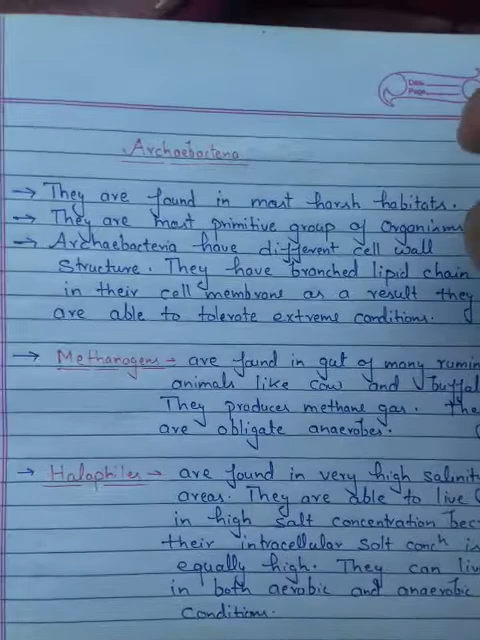 Date
Page
Archaebacteria
→ They are found in most harsh habitats.
→ They are most primitive group of Organisms
→ Archaebacteria have different cell wall
Structure. They have branched lipid chain
in their cell membrane as a result they
are able to tolerate extreme conditions.
→ Methanogens → are found in gut of many rumin
animals like cow and buffal
They produces methane gas. The
are obligate anaerobes.
→ Halophiles → are found in very high salinit
areas. They are able to live
in high salt concentration bec
their intracellular salt conc^n is
equally high. They can liv
in both aerobic and anaerobic
Conditions.